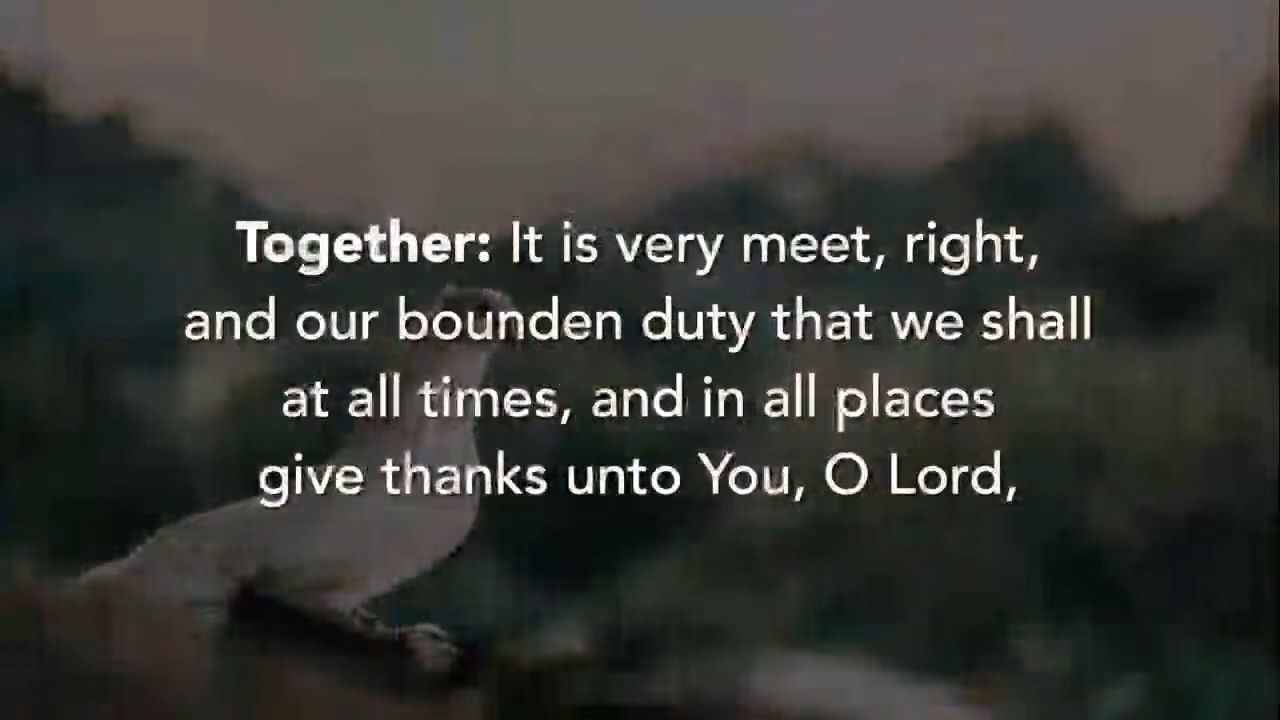 Together: It is very meet, right,
and our bounden duty that we shall
at all times, and in all places
give thanks unto You, O Lord,